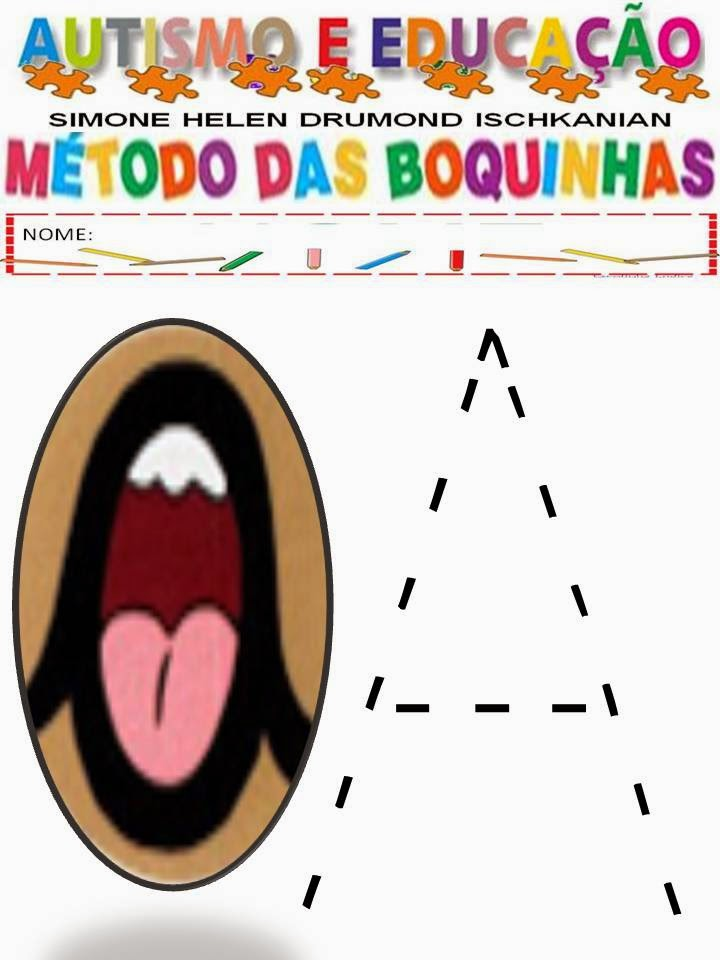 AUTISMO E EDUCAÇÃO
SIMONE HELEN DRUMOND ISCHKANIAN
MÉTODO DAS BOQUINHAS
NOME:
A